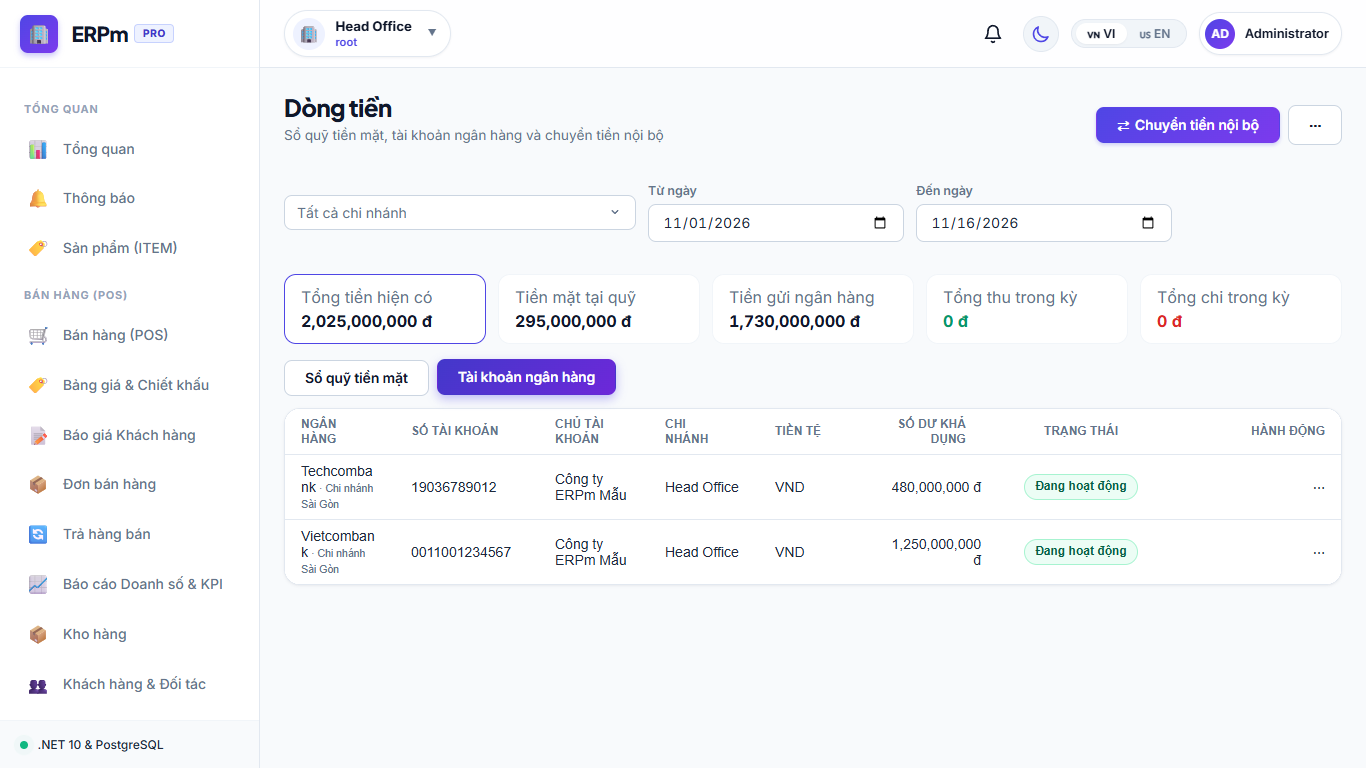 ERPm PRO
Head Office
root
VN VI
US EN
AD
Administrator
TỔNG QUAN
Tổng quan
Thông báo
Sản phẩm (ITEM)
BÁN HÀNG (POS)
Bán hàng (POS)
Bảng giá & Chiết khấu
Báo giá Khách hàng
Đơn bán hàng
Trả hàng bán
Báo cáo Doanh số & KPI
Kho hàng
Khách hàng & Đối tác
.NET 10 & PostgreSQL
Dòng tiền
Sổ quỹ tiền mặt, tài khoản ngân hàng và chuyển tiền nội bộ
⇄ Chuyển tiền nội bộ
...
Từ ngày
Đến ngày
Tất cả chi nhánh
11/01/2026
11/16/2026
Tổng tiền hiện có
2,025,000,000 đ
Tiền mặt tại quỹ
295,000,000 đ
Tiền gửi ngân hàng
1,730,000,000 đ
Tổng thu trong kỳ
0 đ
Tổng chi trong kỳ
0 đ
Sổ quỹ tiền mặt
Tài khoản ngân hàng
NGÂN
HÀNG
SỐ TÀI KHOẢN
CHỦ TÀI
KHOẢN
CHI
NHÁNH
TIỀN TỆ
SỐ DƯ KHẢ
DỤNG
TRẠNG THÁI
HÀNH ĐỘNG
Techcomba
nk · Chi nhánh
Sài Gòn
19036789012
Công ty
ERPm Mẫu
Head Office
VND
480,000,000 đ
Đang hoạt động
...
Vietcomban
k · Chi nhánh
Sài Gòn
0011001234567
Công ty
ERPm Mẫu
Head Office
VND
1,250,000,000
đ
Đang hoạt động
...